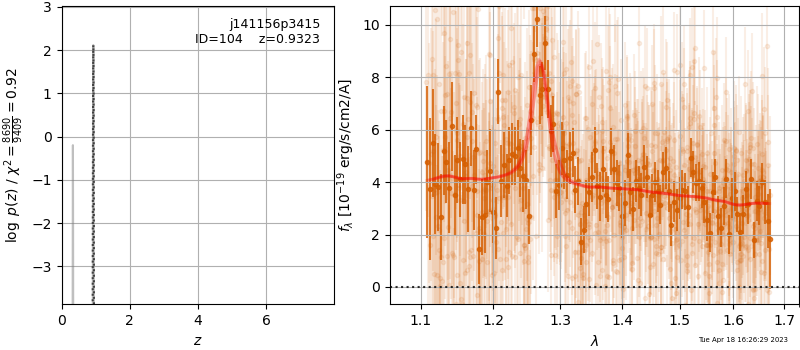 j141156p3415
ID=104 z=0.9323
log p(z) / χ² = 8690/9409 = 0.92
3
2
1
0
−1
−2
−3
0 2 4 6
z
f_λ [10⁻¹⁹ erg/s/cm2/A]
10
8
6
4
2
0
1.1 1.2 1.3 1.4 1.5 1.6 1.7
λ
Tue Apr 18 16:26:29 2023